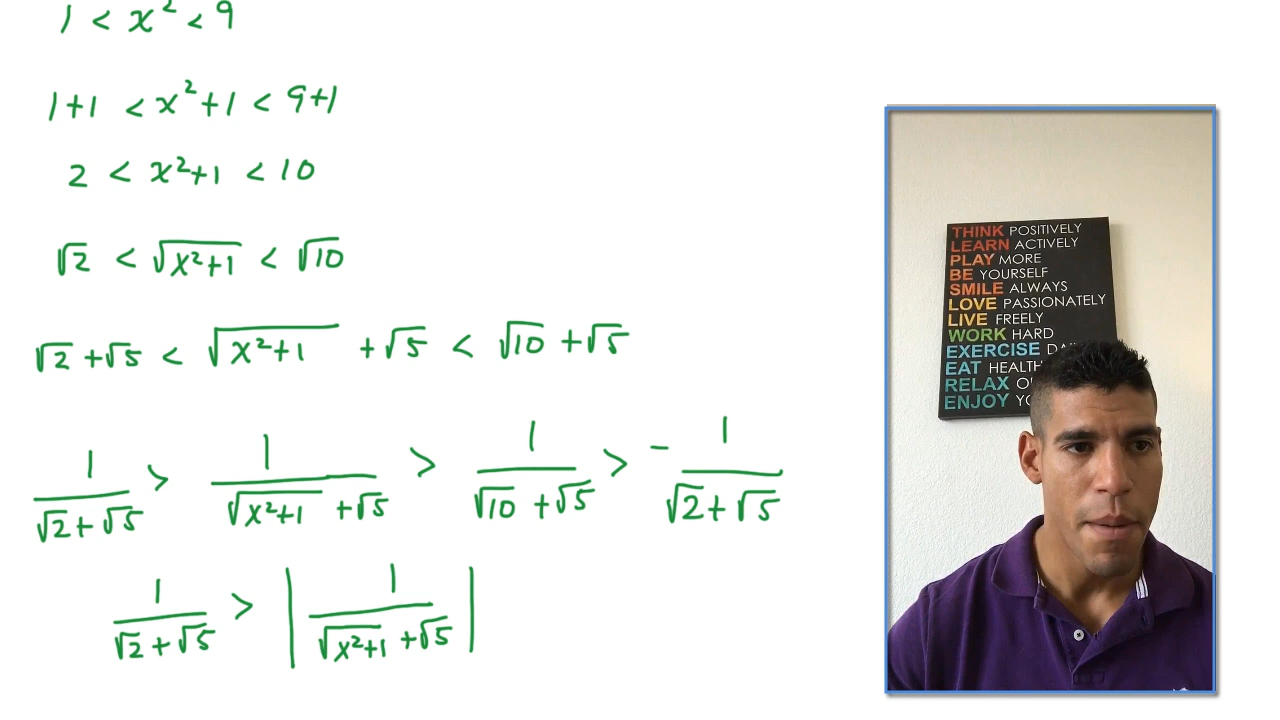 1 < x² < 9
1+1 < x²+1 < 9+1
2 < x²+1 < 10
√2 < √(x²+1) < √10
√2 + √5 < √(x²+1) + √5 < √10 + √5
1/(√2 + √5) > 1/(√(x²+1) + √5) > 1/(√10 + √5) > - 1/(√2 + √5)
1/(√2 + √5) > |1/(√(x²+1) + √5)|
THINK POSITIVELY
LEARN ACTIVELY
PLAY MORE
BE YOURSELF
SMILE ALWAYS
LOVE PASSIONATELY
LIVE FREELY
WORK HARD
EXERCISE
EAT
RELAX
ENJOY